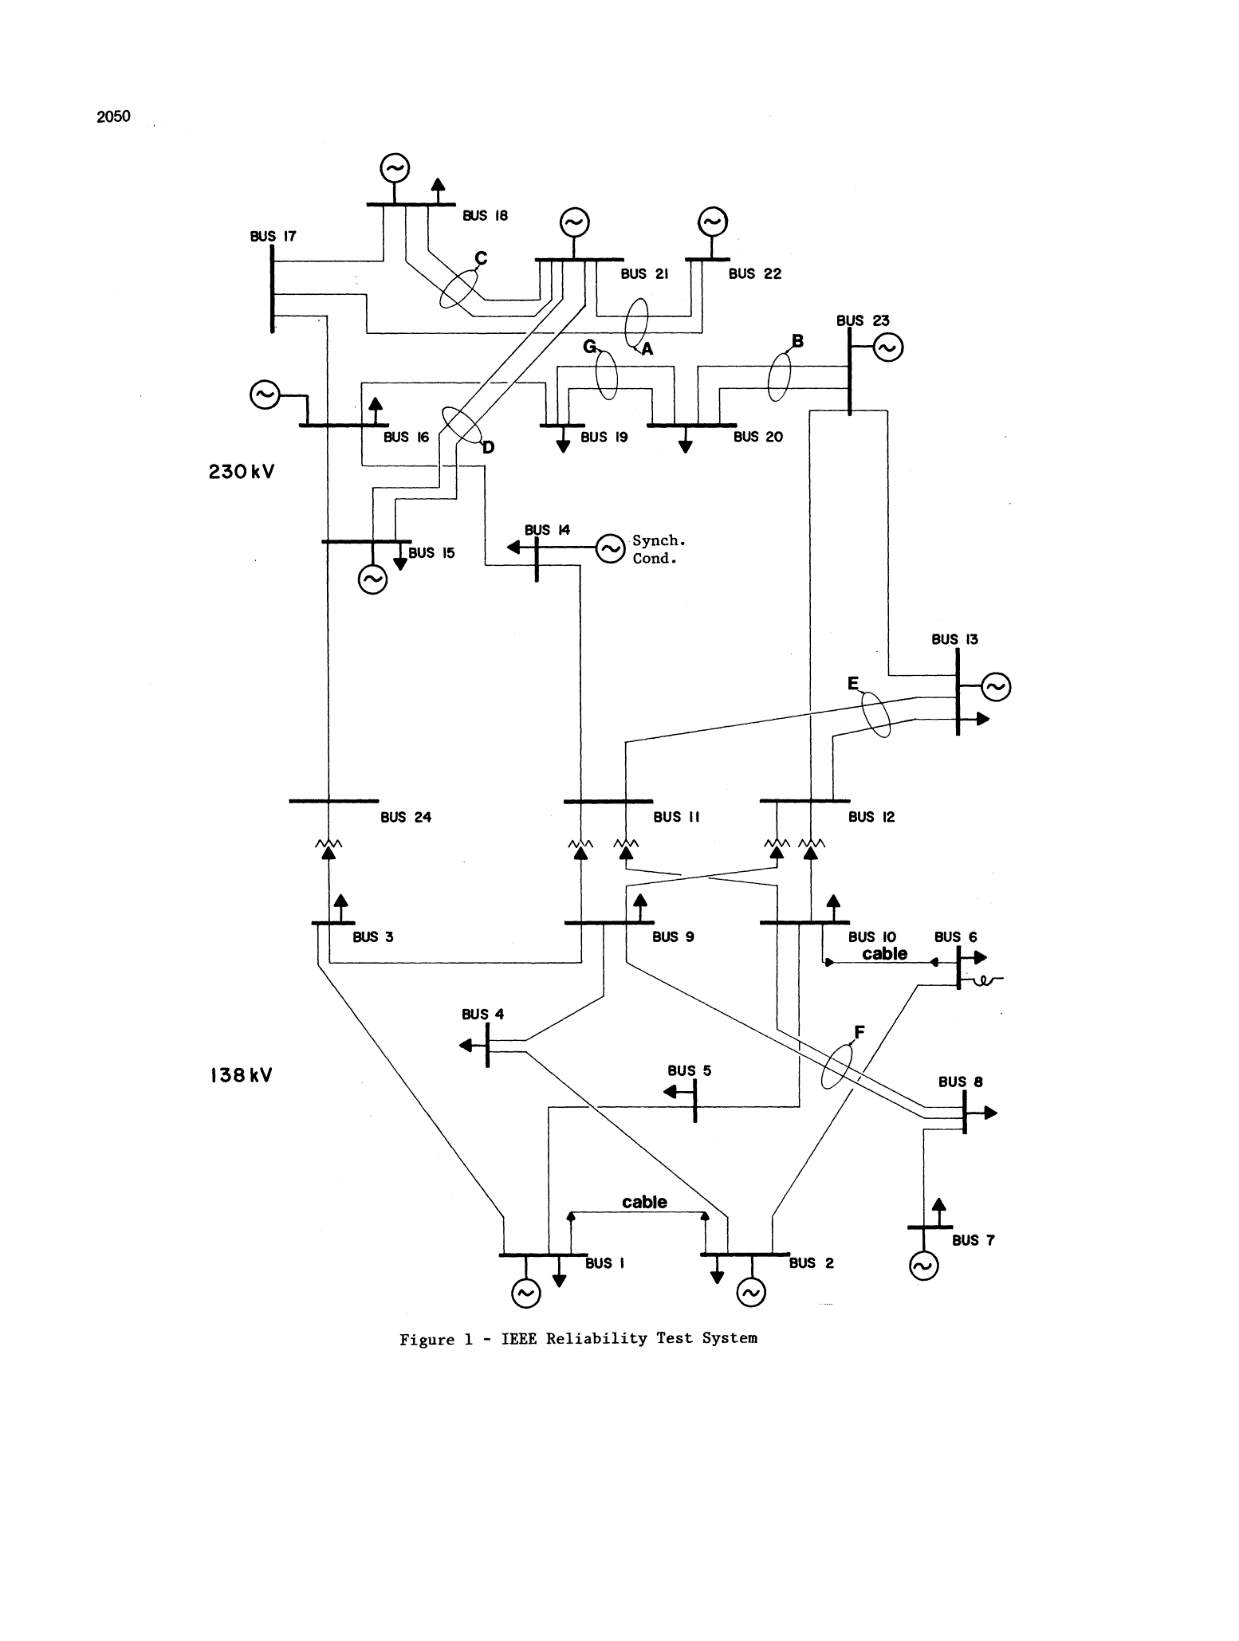 2050
BUS 18
BUS 17
C
BUS 21
BUS 22
BUS 23
A
G
B
BUS 16
D
BUS 19
BUS 20
230 kV
BUS 14
Synch.
Cond.
BUS 15
BUS 13
E
BUS 24
BUS 11
BUS 12
BUS 3
BUS 9
BUS 10
BUS 6
cable
BUS 4
F
138 kV
BUS 5
BUS 8
cable
BUS 7
BUS 1
BUS 2
Figure 1 - IEEE Reliability Test System